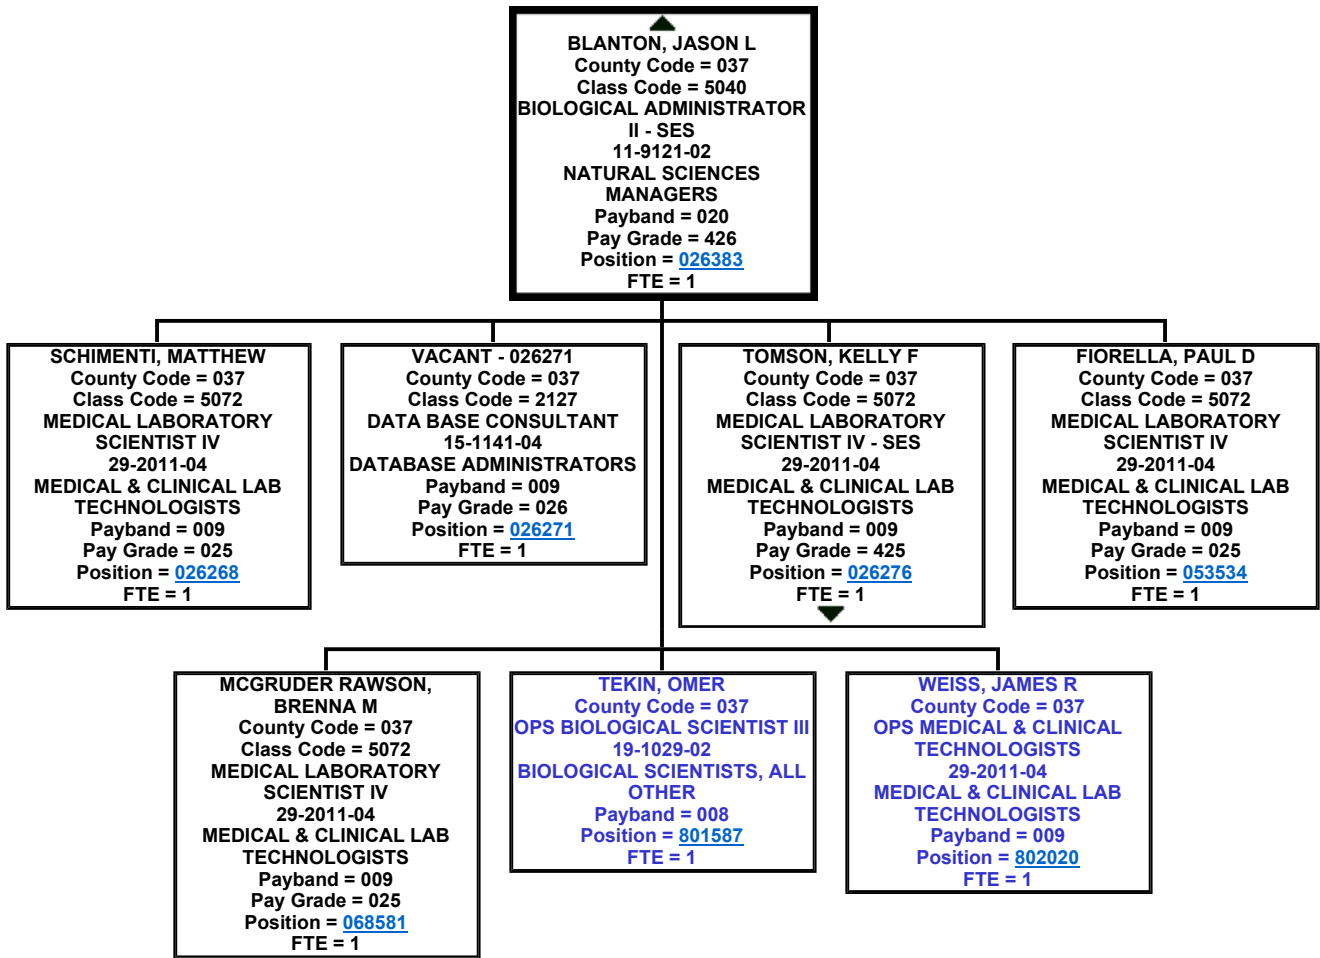 BLANTON, JASON L
County Code = 037
Class Code = 5040
BIOLOGICAL ADMINISTRATOR
II - SES
11-9121-02
NATURAL SCIENCES
MANAGERS
Payband = 020
Pay Grade = 426
Position = 026383
FTE = 1
SCHIMENTI, MATTHEW
County Code = 037
Class Code = 5072
MEDICAL LABORATORY
SCIENTIST IV
29-2011-04
MEDICAL & CLINICAL LAB
TECHNOLOGISTS
Payband = 009
Pay Grade = 025
Position = 026268
FTE = 1
VACANT - 026271
County Code = 037
Class Code = 2127
DATA BASE CONSULTANT
15-1141-04
DATABASE ADMINISTRATORS
Payband = 009
Pay Grade = 026
Position = 026271
FTE = 1
TOMSON, KELLY F
County Code = 037
Class Code = 5072
MEDICAL LABORATORY
SCIENTIST IV - SES
29-2011-04
MEDICAL & CLINICAL LAB
TECHNOLOGISTS
Payband = 009
Pay Grade = 425
Position = 026276
FTE = 1
FIORELLA, PAUL D
County Code = 037
Class Code = 5072
MEDICAL LABORATORY
SCIENTIST IV
29-2011-04
MEDICAL & CLINICAL LAB
TECHNOLOGISTS
Payband = 009
Pay Grade = 025
Position = 053534
FTE = 1
MCGRUDER RAWSON,
BRENNA M
County Code = 037
Class Code = 5072
MEDICAL LABORATORY
SCIENTIST IV
29-2011-04
MEDICAL & CLINICAL LAB
TECHNOLOGISTS
Payband = 009
Pay Grade = 025
Position = 068581
FTE = 1
TEKIN, OMER
County Code = 037
OPS BIOLOGICAL SCIENTIST III
19-1029-02
BIOLOGICAL SCIENTISTS, ALL
OTHER
Payband = 008
Position = 801587
FTE = 1
WEISS, JAMES R
County Code = 037
OPS MEDICAL & CLINICAL
TECHNOLOGISTS
29-2011-04
MEDICAL & CLINICAL LAB
TECHNOLOGISTS
Payband = 009
Position = 802020
FTE = 1